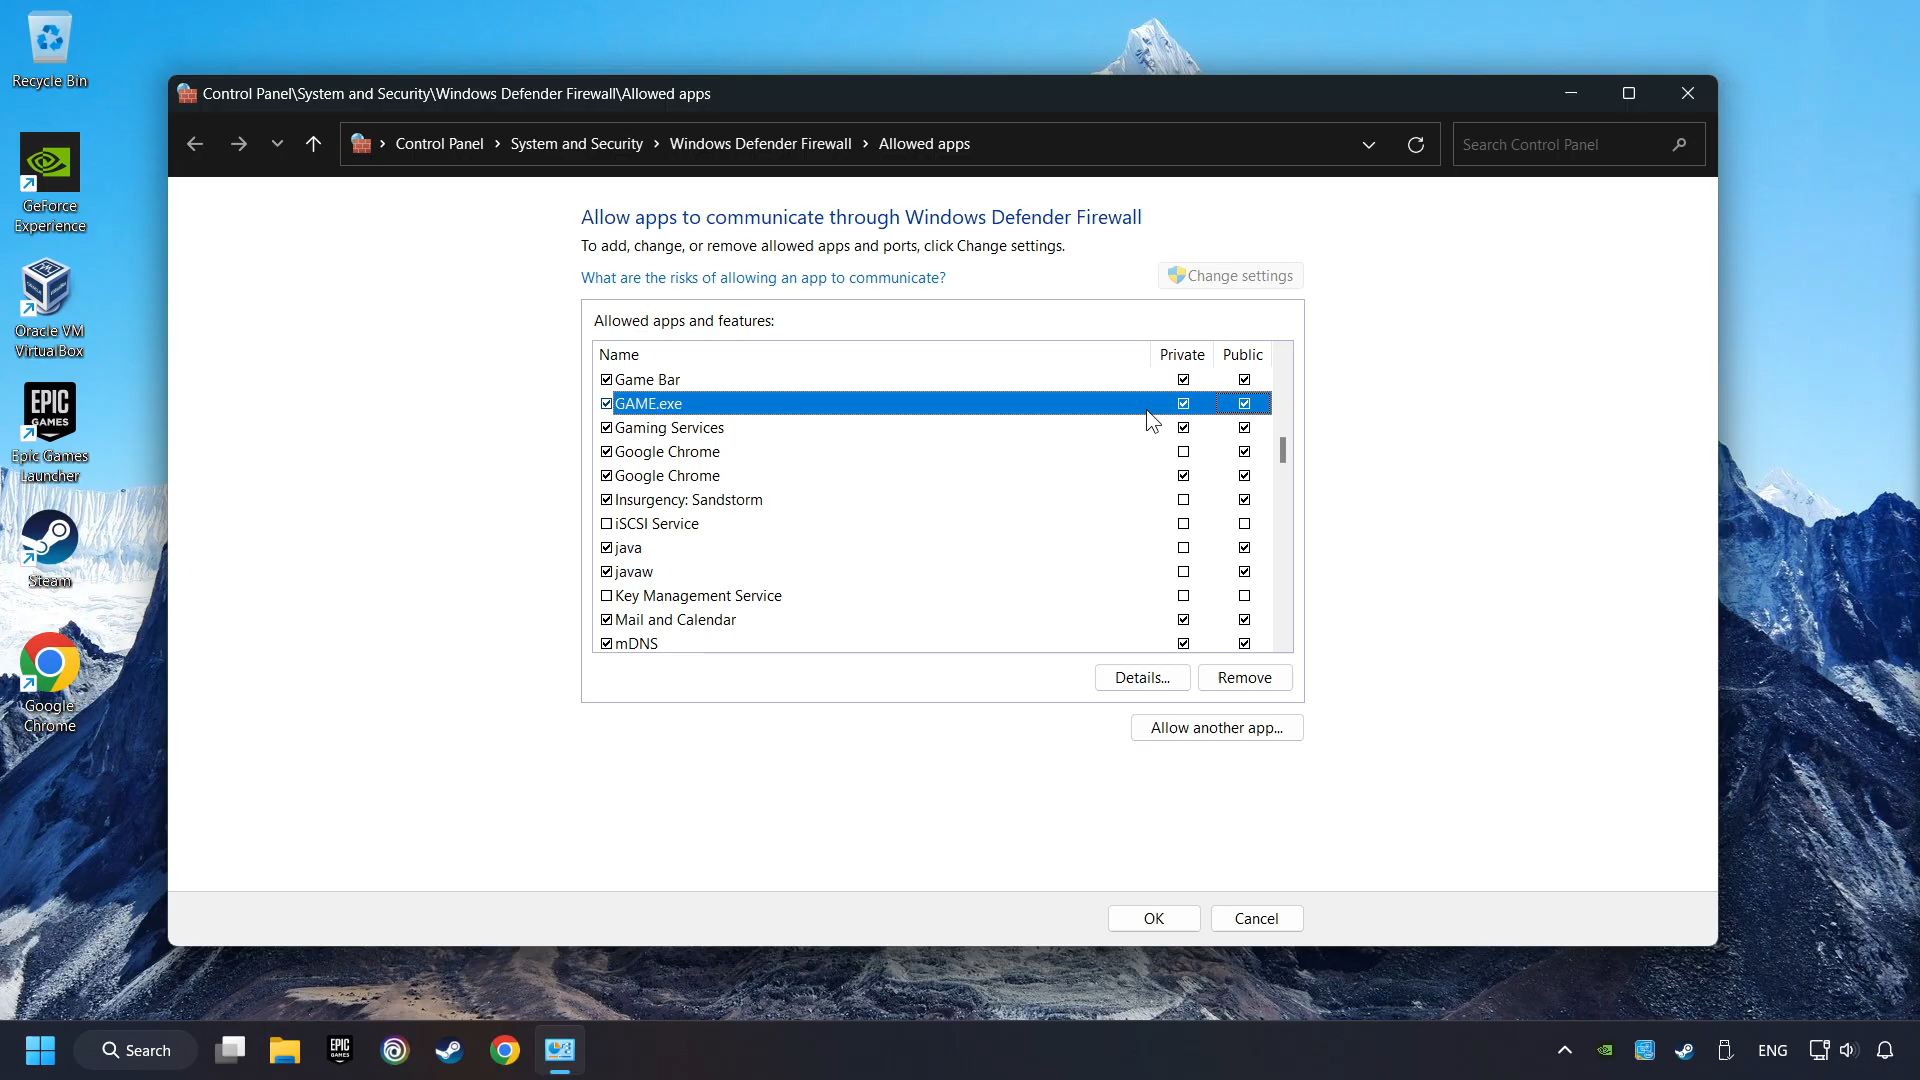 Recycle Bin
GeForce
Experience
Oracle VM
VirtualBox
EPIC
GAMES
Epic Games
Launcher
Steam
Google
Chrome
Control Panel\System and Security\Windows Defender Firewall\Allowed apps
Control Panel > System and Security > Windows Defender Firewall > Allowed apps
Search Control Panel
Allow apps to communicate through Windows Defender Firewall
To add, change, or remove allowed apps and ports, click Change settings.
What are the risks of allowing an app to communicate?
Change settings
Allowed apps and features:
Name Private Public
Game Bar
GAME.exe
Gaming Services
Google Chrome
Google Chrome
Insurgency: Sandstorm
iSCSI Service
java
javaw
Key Management Service
Mail and Calendar
mDNS
Details... Remove
Allow another app...
OK Cancel
Search
EPIC
GAMES
ENG